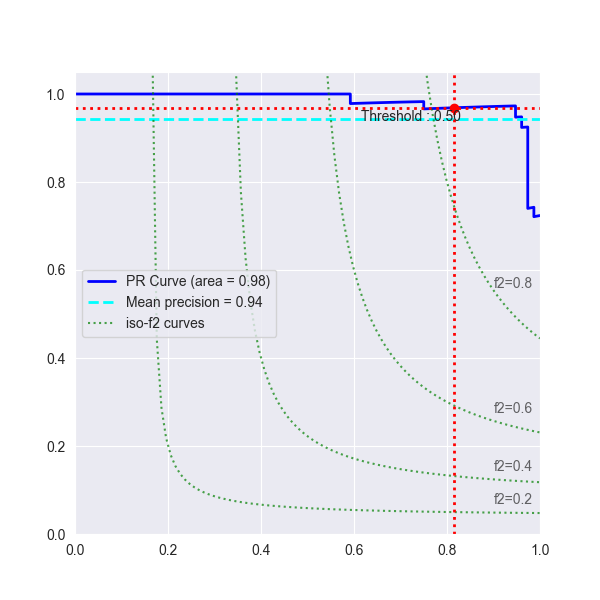 1.0
Threshold : 0.50
0.8
0.6
0.4
0.2
0.0
PR Curve (area = 0.98)
Mean precision = 0.94
iso-f2 curves
f2=0.8
f2=0.6
f2=0.4
f2=0.2
0.0 0.2 0.4 0.6 0.8 1.0